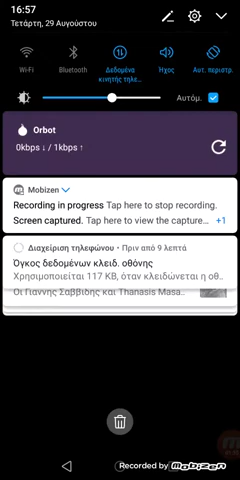 16:57
Τετάρτη, 29 Αυγούστου
Wi-Fi
Bluetooth
Δεδομένα
κινητής τηλε...
Ήχος
Αυτ. περιστρ.
Αυτόμ.
Orbot
0kbps ↓ / 1kbps ↑
Mobizen
Recording in progress Tap here to stop recording.
Screen captured. Tap here to view the capture... +1
Διαχείριση τηλεφώνου • Πριν από 9 λεπτά
Όγκος δεδομένων κλειδ. οθόνης
Χρησιμοποιείται 117 KB, όταν κλειδώνεται η οθ..
Οι Γιαννης Σαββιδης και Thanasis Masa..
Recorded by Mobizen